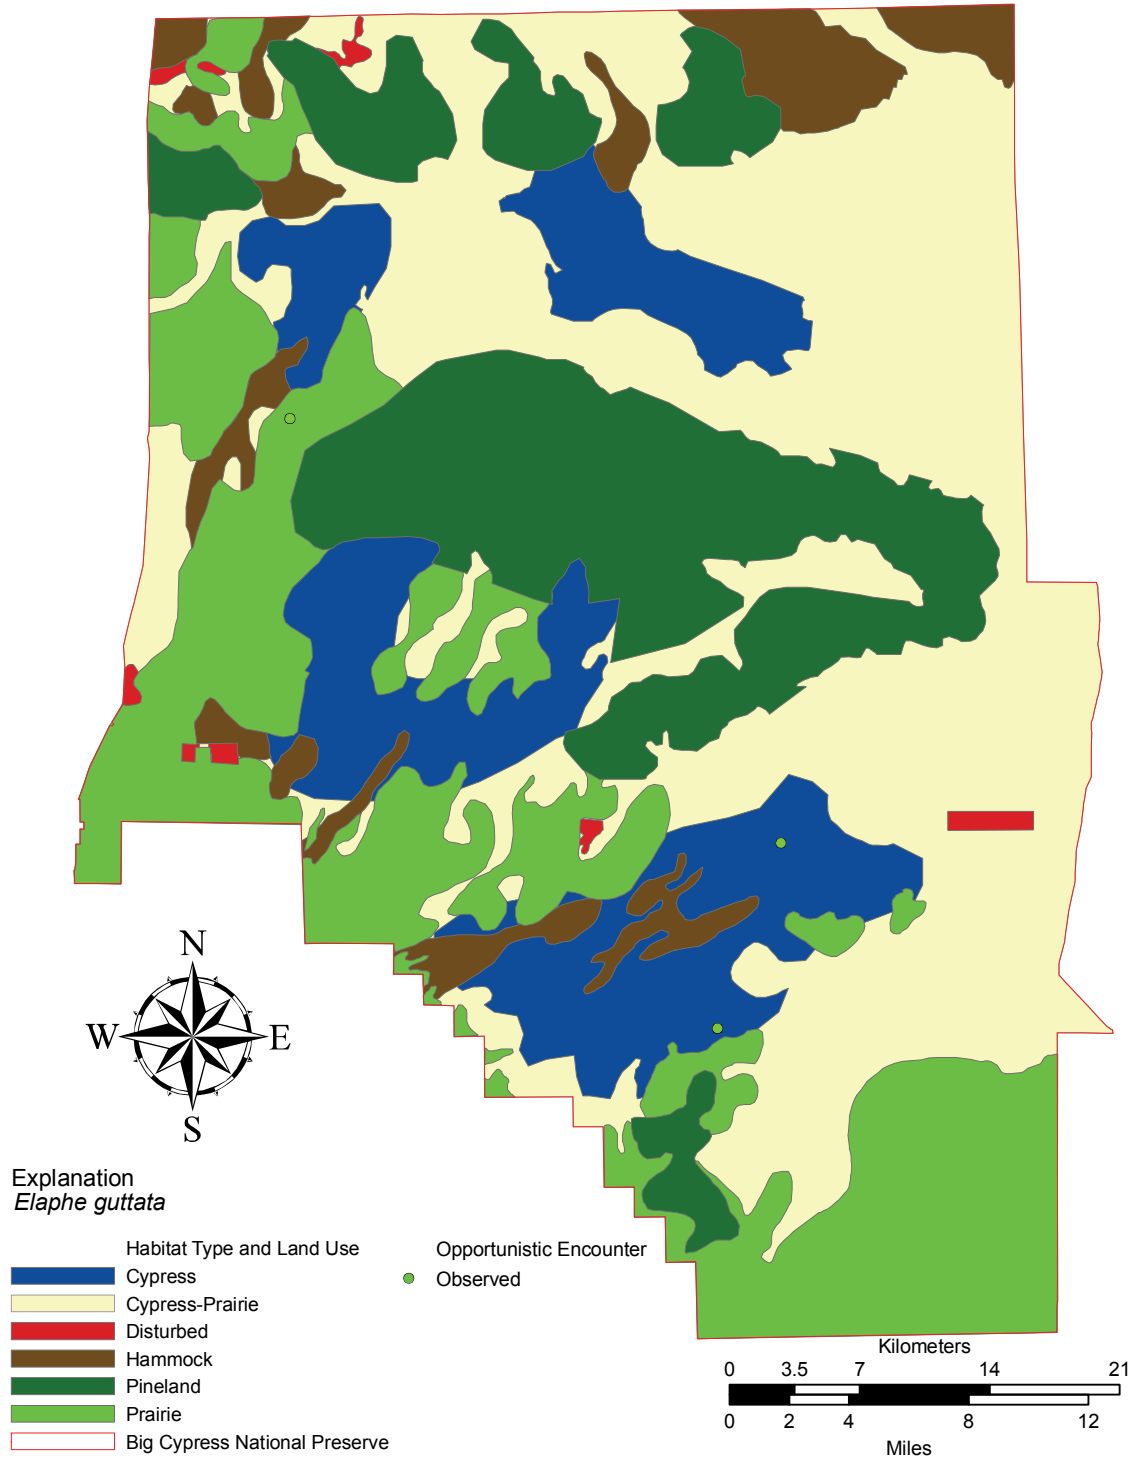 N
W
E
S
Explanation
Elaphe guttata
Habitat Type and Land Use
Cypress
Cypress-Prairie
Disturbed
Hammock
Pineland
Prairie
Big Cypress National Preserve
Opportunistic Encounter
Observed
Kilometers
0 3.5 7 14 21
0 2 4 8 12
Miles